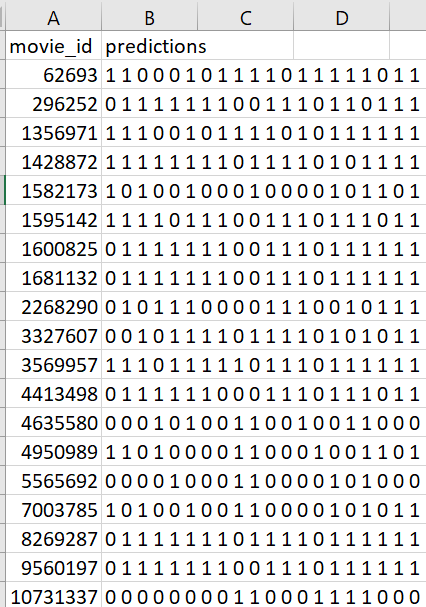 A B C D
movie_id predictions
62693 1 1 0 0 0 1 0 1 1 1 1 0 1 1 1 1 1 0 1 1
296252 0 1 1 1 1 1 1 1 0 0 1 1 1 0 1 1 0 1 1 1
1356971 1 1 1 0 0 1 0 1 1 1 1 0 1 0 1 1 1 1 1 1
1428872 1 1 1 1 1 1 1 1 0 1 1 1 1 0 1 0 1 1 1 1
1582173 1 0 1 0 0 1 0 0 0 1 0 0 0 0 1 0 1 1 0 1
1595142 1 1 1 1 0 1 1 1 0 0 1 1 1 0 1 1 1 0 1 1
1600825 0 1 1 1 1 1 1 1 0 0 1 1 1 0 1 1 1 1 1 1
1681132 0 1 1 1 1 1 1 1 0 0 1 1 1 0 1 1 1 1 1 1
2268290 0 1 0 1 1 1 0 0 0 0 1 1 1 0 0 1 0 1 1 1
3327607 0 0 1 0 1 1 1 1 0 1 1 1 1 0 1 0 1 0 1 1
3569957 1 1 1 0 1 1 1 1 1 0 1 1 1 0 1 1 1 1 1 1
4413498 0 1 1 1 1 1 1 0 0 0 1 1 1 0 1 1 1 0 1 1
4635580 0 0 0 1 0 1 0 0 1 1 0 0 1 0 0 1 1 0 0 0
4950989 1 1 0 1 0 0 0 0 1 1 0 0 0 1 0 0 1 1 0 1
5565692 0 0 0 0 1 0 0 0 1 1 0 0 0 0 1 0 1 0 0 0
7003785 1 0 1 0 0 1 0 0 1 1 0 0 0 0 1 0 1 0 1 1
8269287 0 1 1 1 1 1 1 1 0 1 1 1 1 0 1 1 1 1 1 1
9560197 0 1 1 1 1 1 1 1 0 0 1 1 1 0 1 1 1 1 1 1
10731337 0 0 0 0 0 0 0 0 1 1 0 0 0 1 1 1 1 0 0 0